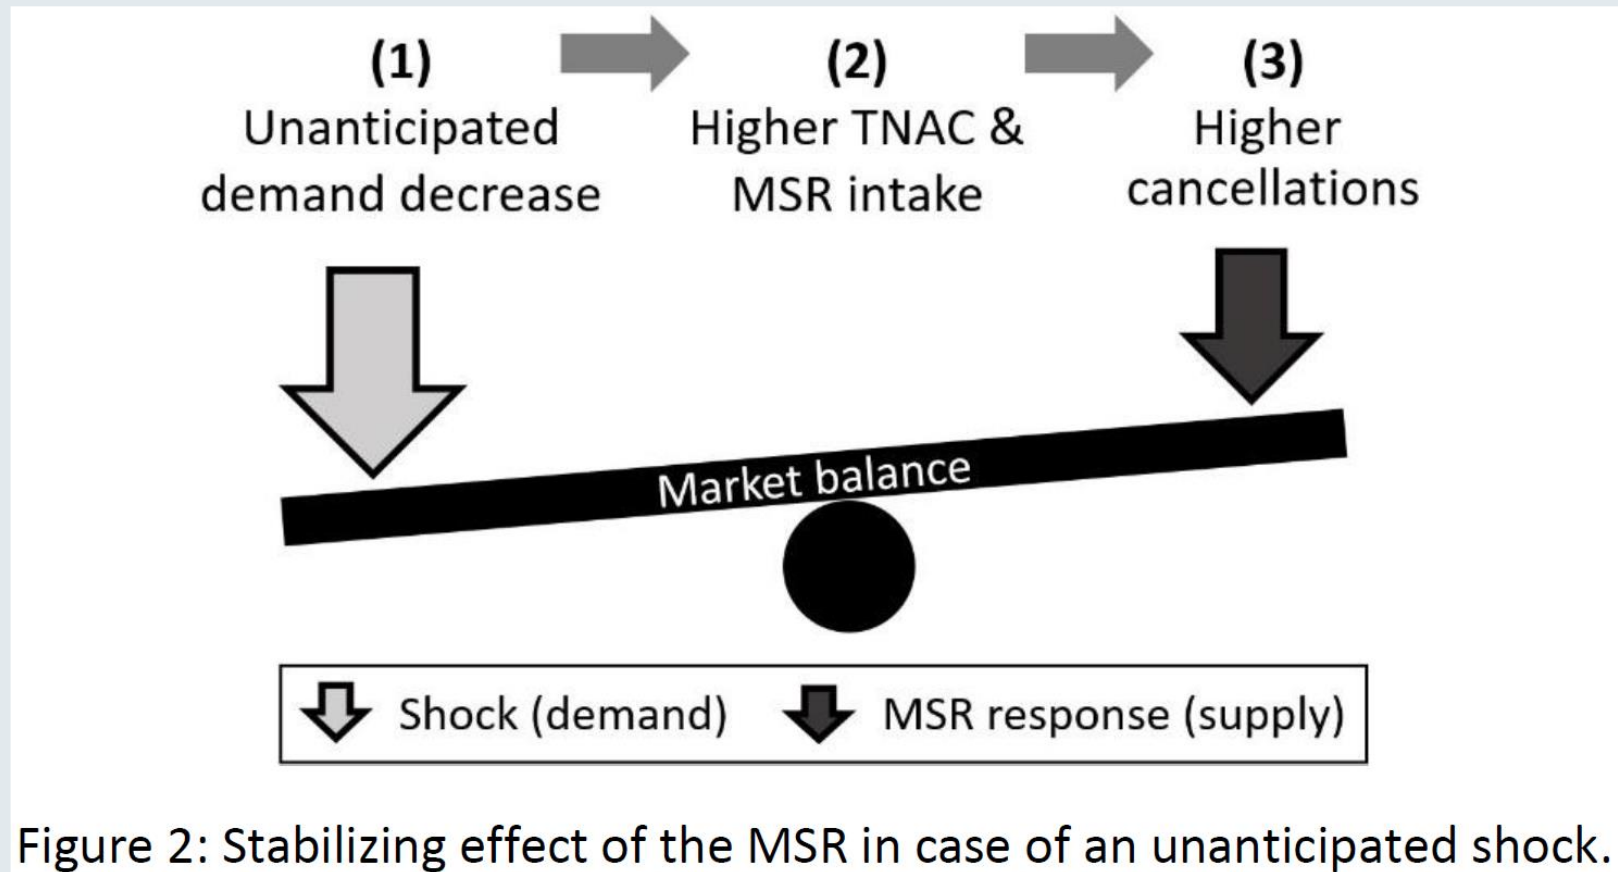 (1)
Unanticipated
demand decrease
(2)
Higher TNAC &
MSR intake
(3)
Higher
cancellations
Market balance
Shock (demand)
MSR response (supply)
Figure 2: Stabilizing effect of the MSR in case of an unanticipated shock.